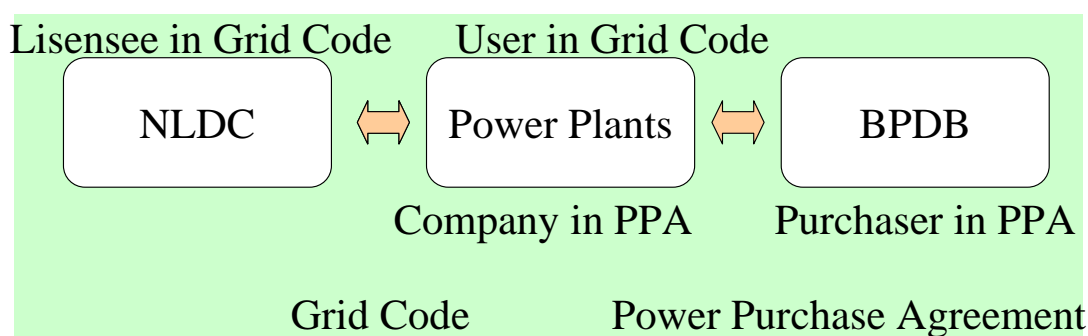 Lisensee in Grid Code User in Grid Code
NLDC Power Plants BPDB
Company in PPA Purchaser in PPA
Grid Code Power Purchase Agreement